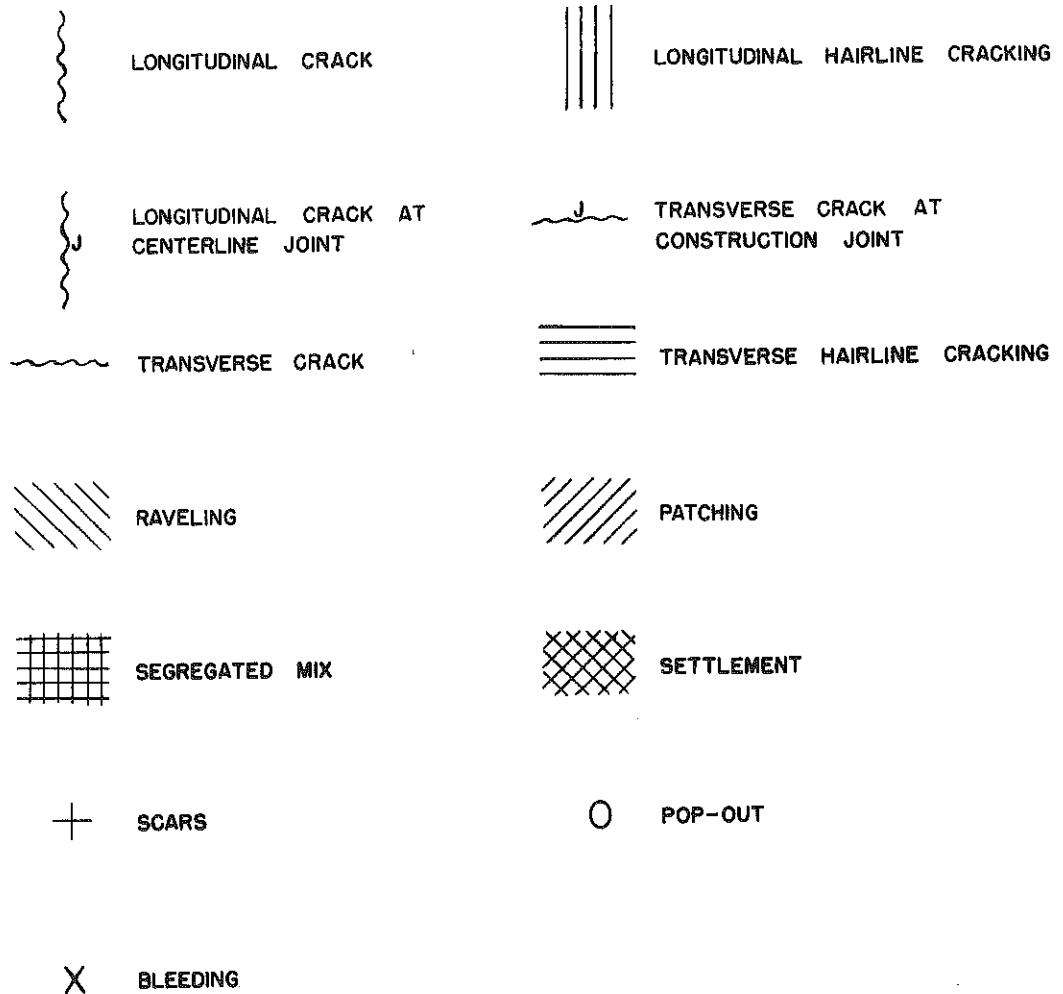 LONGITUDINAL CRACK
LONGITUDINAL HAIRLINE CRACKING
J
LONGITUDINAL CRACK AT
CENTERLINE JOINT
J
TRANSVERSE CRACK AT
CONSTRUCTION JOINT
TRANSVERSE CRACK
TRANSVERSE HAIRLINE CRACKING
RAVELING
PATCHING
SEGREGATED MIX
SETTLEMENT
SCARS
O
POP-OUT
X
BLEEDING